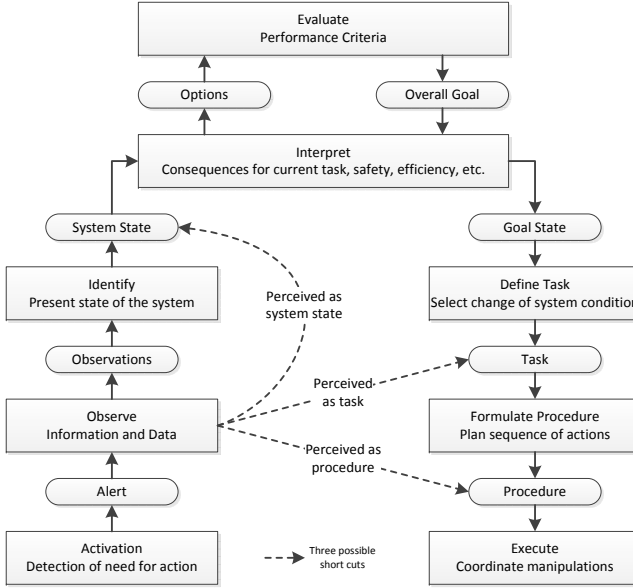 Evaluate
Performance Criteria
Options
Overall Goal
Interpret
Consequences for current task, safety, efficiency, etc.
System State
Goal State
Identify
Present state of the system
Perceived as
system state
Define Task
Select change of system condition
Observations
Task
Perceived
as task
Observe
Information and Data
Formulate Procedure
Plan sequence of actions
Perceived as
procedure
Alert
Procedure
Activation
Detection of need for action
Three possible
short cuts
Execute
Coordinate manipulations